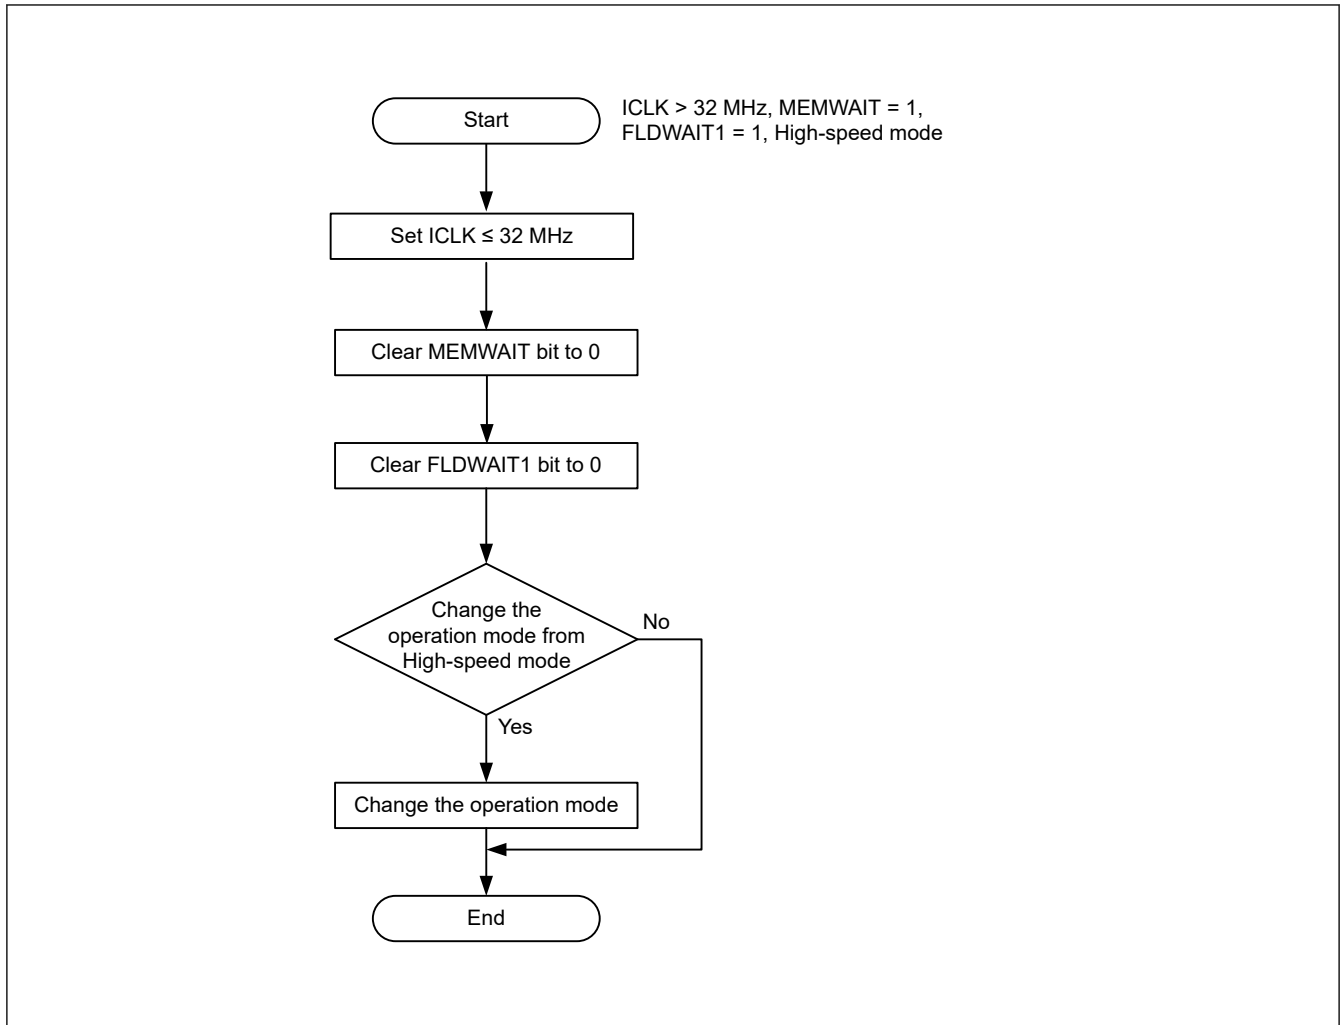 Start
ICLK > 32 MHz, MEMWAIT = 1,
FLDWAIT1 = 1, High-speed mode
Set ICLK ≤ 32 MHz
Clear MEMWAIT bit to 0
Clear FLDWAIT1 bit to 0
Change the
operation mode from
High-speed mode
No
Yes
Change the operation mode
End